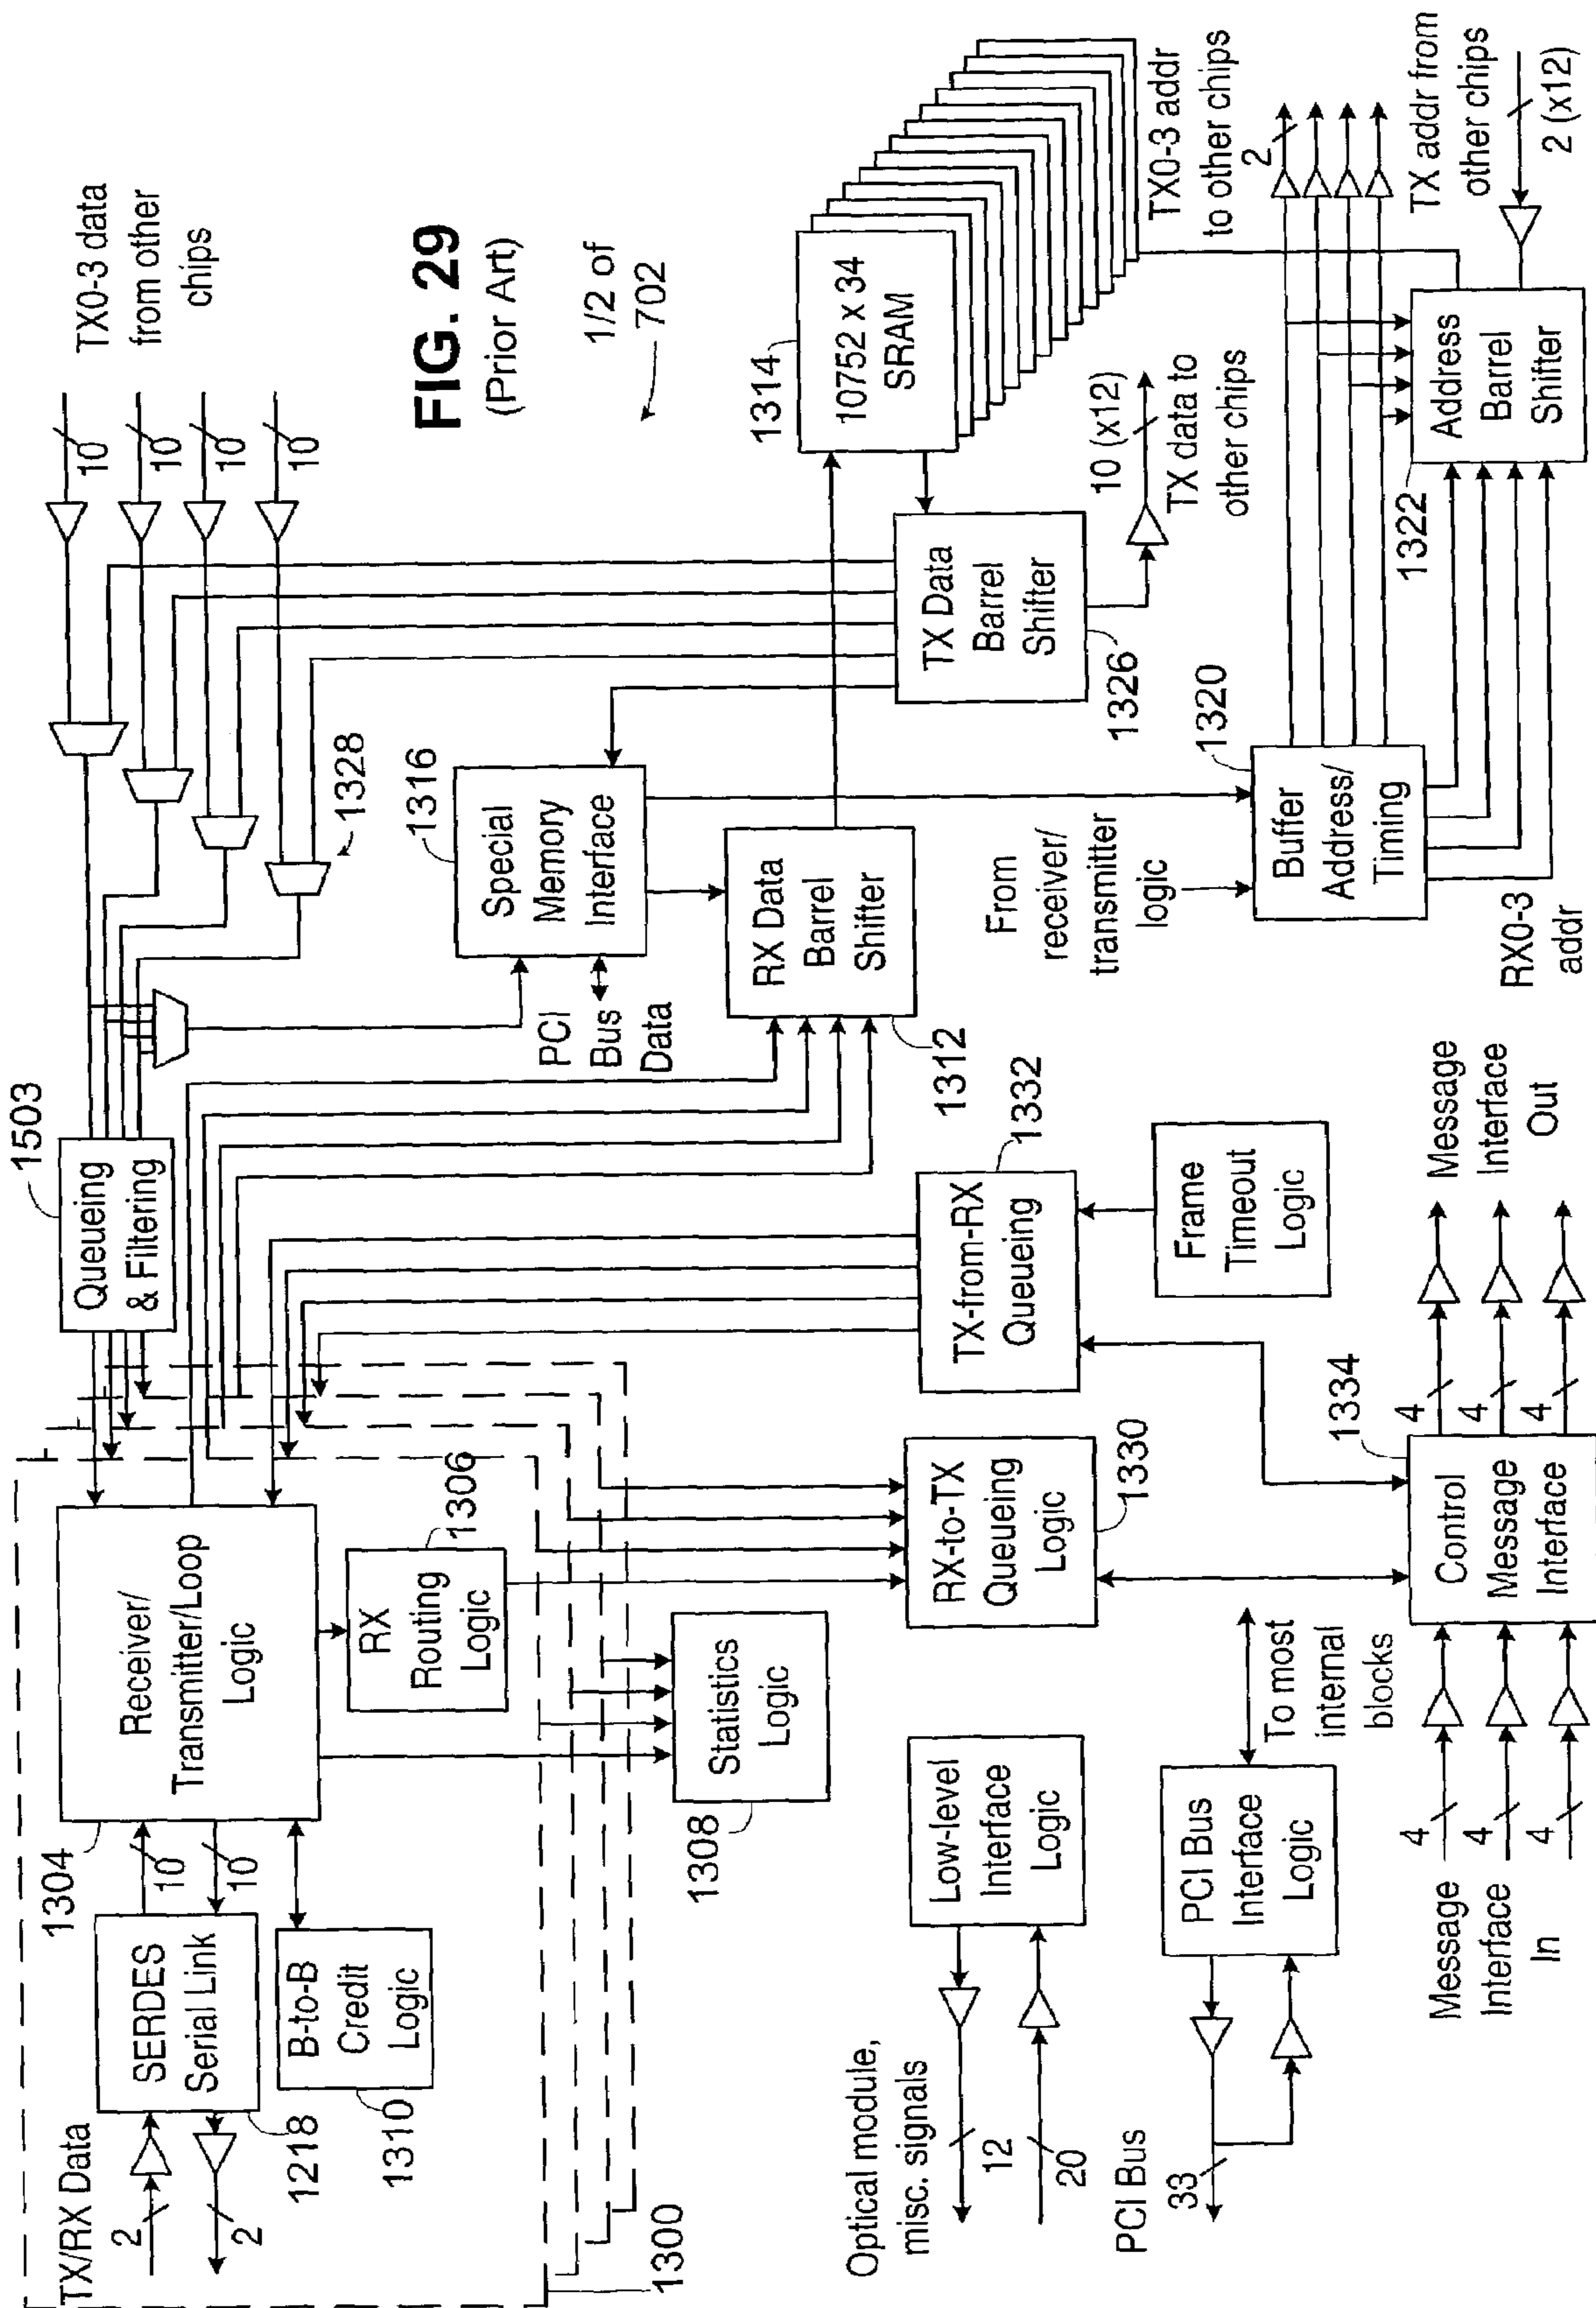 FIG. 29
(Prior Art)
1/2 of
702
TX/RX Data
2
2
SERDES
Serial Link
1218
10
10
1304
Receiver/
Transmitter/Loop
Logic
B-to-B
Credit
Logic
1310
1300
RX
Routing
Logic
1306
Statistics
Logic
1308
Queueing
& Filtering
1503
TX0-3 data
from other
chips
10
10
10
10
1328
Special
Memory
Interface
1316
PCI
Bus
Data
RX Data
Barrel
Shifter
1312
10752 x 34
SRAM
1314
TX Data
Barrel
Shifter
1326
10 (x12)
TX data to
other chips
Optical module,
misc. signals
12
20
Low-level
Interface
Logic
RX-to-TX
Queueing
Logic
1330
TX-from-RX
Queueing
1332
Frame
Timeout
Logic
From
receiver/
transmitter
logic
Buffer
Address/
Timing
1320
RX0-3
addr
TX0-3 addr
to other chips
2
Address
Barrel
Shifter
1322
TX addr from
other chips
2 (x12)
PCI Bus
33
PCI Bus
Interface
Logic
To most
internal
blocks
Message
Interface
In
4
4
4
Control
Message
Interface
1334
4
4
4
Message
Interface
Out